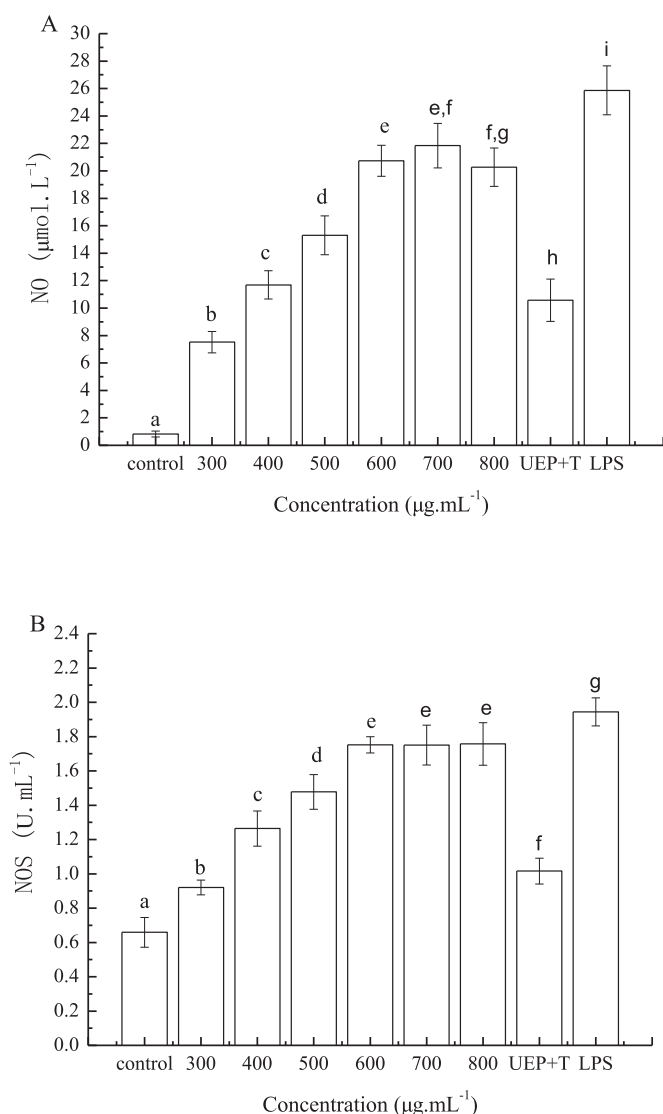 A
30
28
26
24
22
20
18
16
14
12
10
8
6
4
2
0
NO (μmol. L⁻¹)
a
b
c
d
e
e,f
f,g
h
i
control 300 400 500 600 700 800 UEP+T LPS
Concentration (μg.mL⁻¹)
B
2.4
2.2
2.0
1.8
1.6
1.4
1.2
1.0
0.8
0.6
0.4
0.2
0.0
NOS (U. mL⁻¹)
a
b
c
d
e
e
e
f
g
control 300 400 500 600 700 800 UEP+T LPS
Concentration (μg.mL⁻¹)